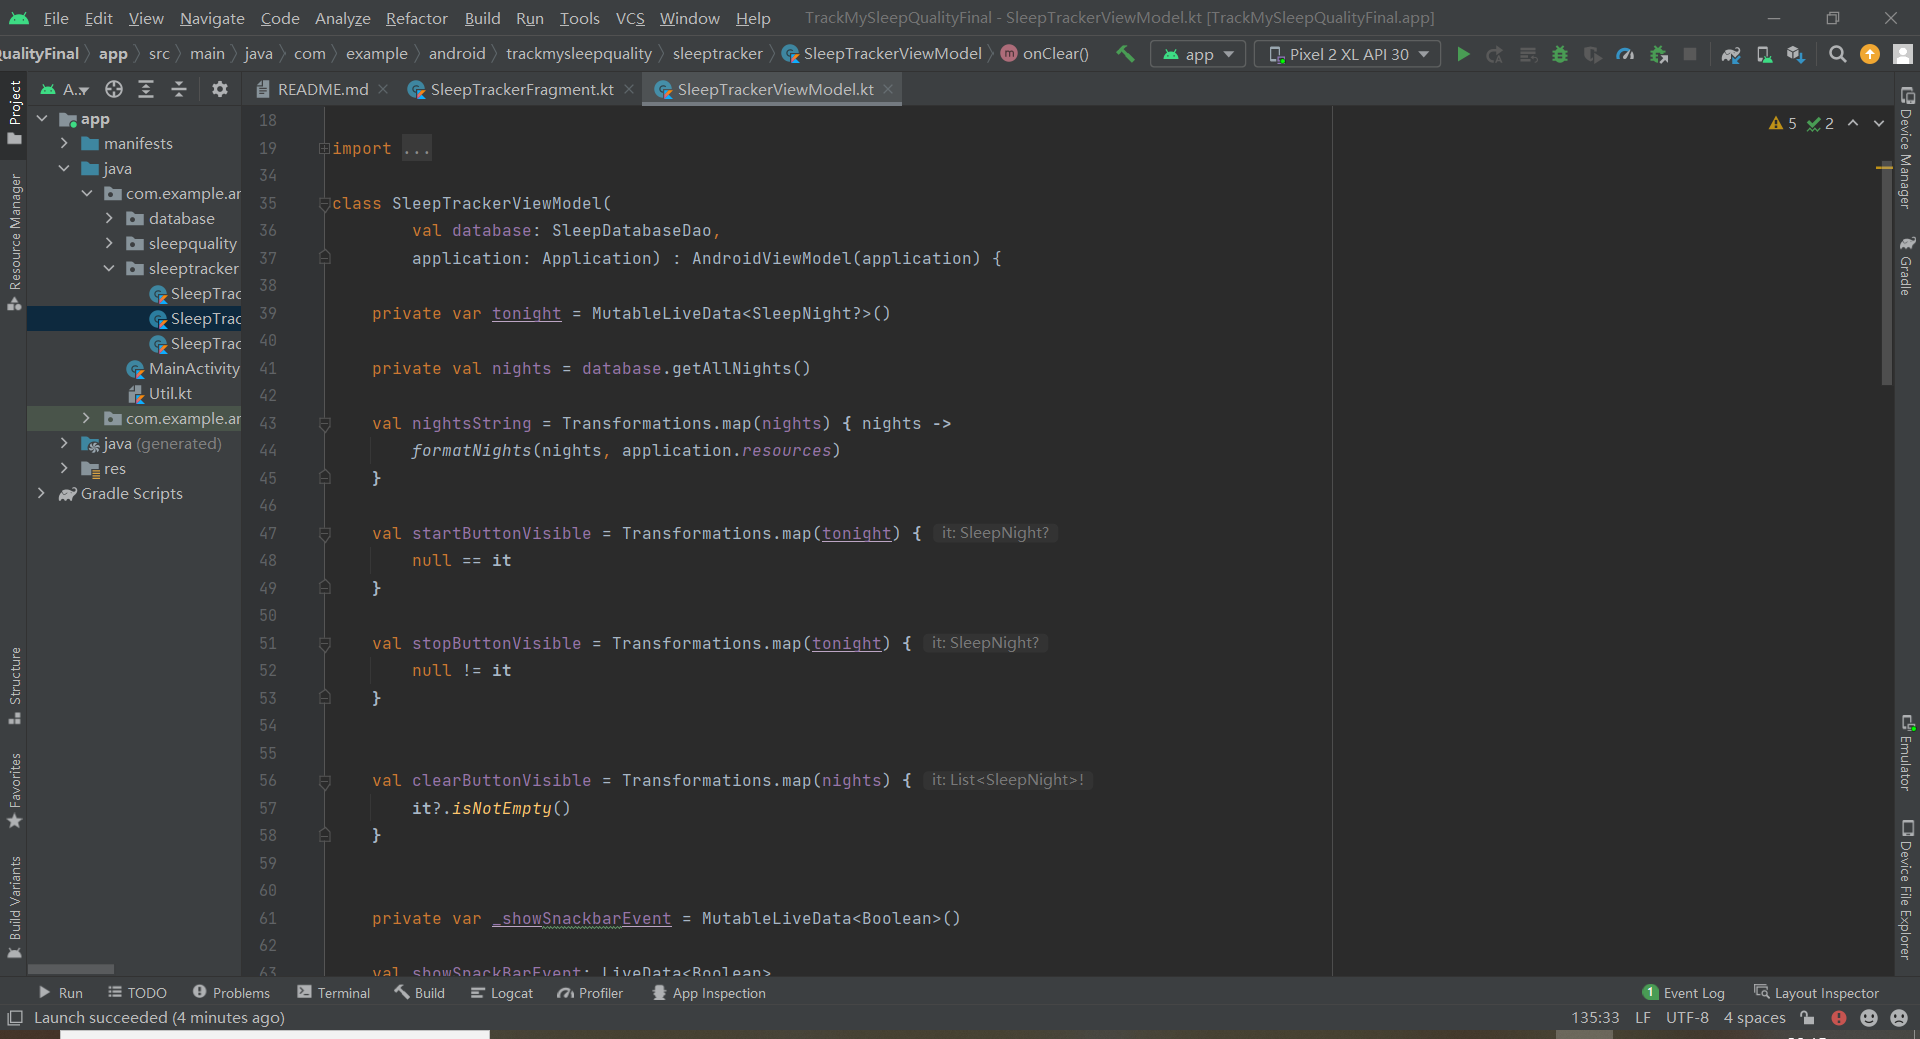 File Edit View Navigate Code Analyze Refactor Build Run Tools VCS Window Help TrackMySleepQualityFinal - SleepTrackerViewModel.kt [TrackMySleepQualityFinal.app]
QualityFinal app src main java com example android trackmysleepquality sleeptracker SleepTrackerViewModel m onClear() app Pixel 2 XL API 30
A.. README.md SleepTrackerFragment.kt SleepTrackerViewModel.kt
Project
Resource Manager
Structure
Favorites
Build Variants
app
manifests
java
com.example.ar
database
sleepquality
sleeptracker
SleepTrac
SleepTrac
SleepTrac
MainActivity
Util.kt
com.example.ar
java (generated)
res
Gradle Scripts
5 2
18
19 import ...
34
35 class SleepTrackerViewModel(
36 val database: SleepDatabaseDao,
37 application: Application) : AndroidViewModel(application) {
38
39 private var tonight = MutableLiveData<SleepNight?>()
40
41 private val nights = database.getAllNights()
42
43 val nightsString = Transformations.map(nights) { nights ->
44 formatNights(nights, application.resources)
45 }
46
47 val startButtonVisible = Transformations.map(tonight) { it: SleepNight?
48 null == it
49 }
50
51 val stopButtonVisible = Transformations.map(tonight) { it: SleepNight?
52 null != it
53 }
54
55
56 val clearButtonVisible = Transformations.map(nights) { it: List<SleepNight>!
57 it?.isNotEmpty()
58 }
59
60
61 private var _showSnackbarEvent = MutableLiveData<Boolean>()
62
63 val showSnackBarEvent: LiveData<Boolean>
Device Manager
Gradle
Emulator
Device File Explorer
Run TODO Problems Terminal Build Logcat Profiler App Inspection 1 Event Log Layout Inspector
Launch succeeded (4 minutes ago) 135:33 LF UTF-8 4 spaces